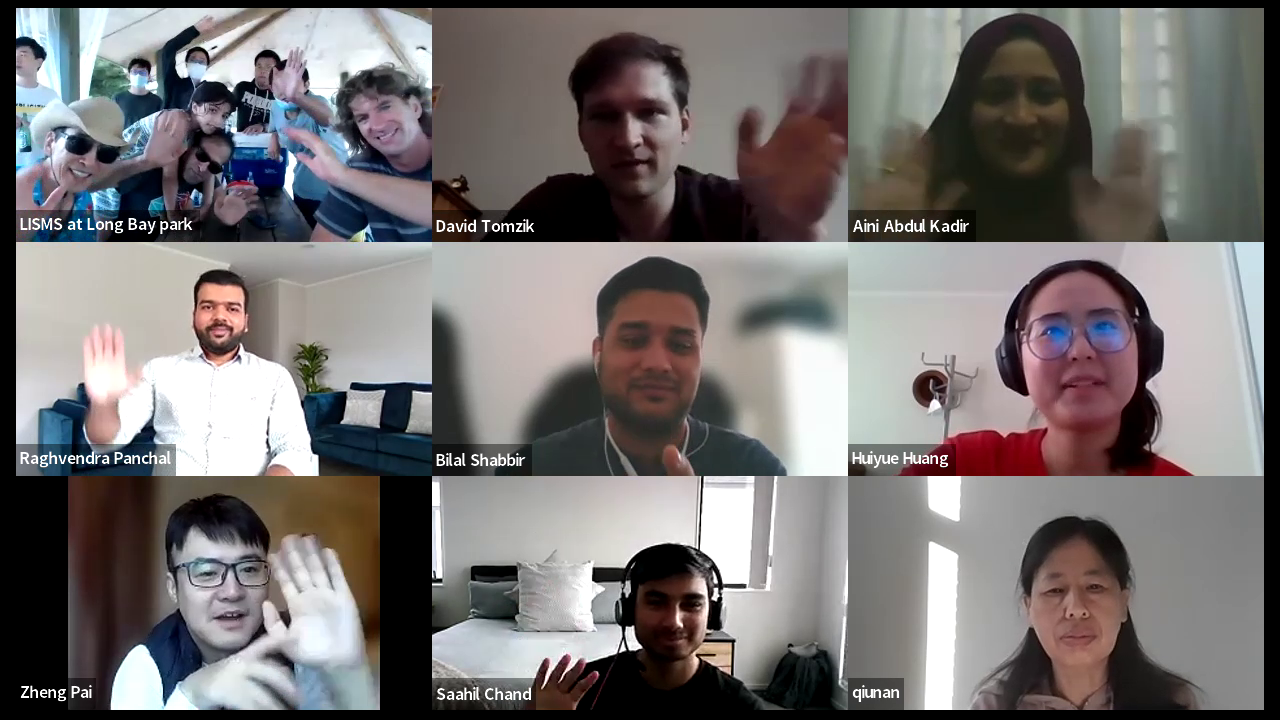 LISMS at Long Bay park
David Tomzik
Aini Abdul Kadir
Raghvendra Panchal
Bilal Shabbir
Huiyue Huang
Zheng Pai
Saahil Chand
qiunan